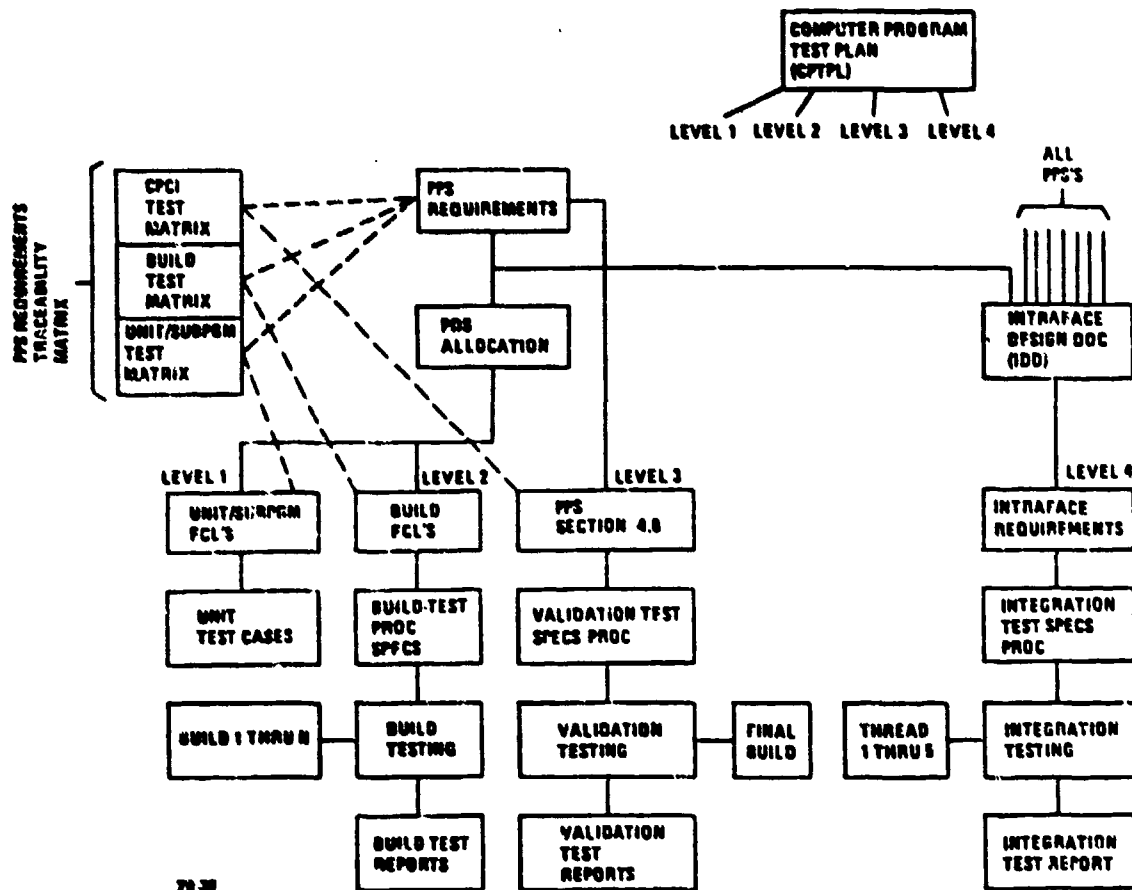 COMPUTER PROGRAM
TEST PLAN
(CPTPL)
LEVEL 1 LEVEL 2 LEVEL 3 LEVEL 4
ALL
PPS'S
PPS REQUIREMENTS
TRACEABILITY
MATRIX
CPCI
TEST
MATRIX
BUILD
TEST
MATRIX
UNIT/SUBPGM
TEST
MATRIX
PPS
REQUIREMENTS
PDS
ALLOCATION
INTRAFACE
DESIGN DOC
(IDD)
LEVEL 1
LEVEL 2
LEVEL 3
LEVEL 4
UNIT/SUBPGM
FCL'S
BUILD
FCL'S
PPS
SECTION 4.0
INTRAFACE
REQUIREMENTS
UNIT
TEST CASES
BUILD-TEST
PROC
SPECS
VALIDATION TEST
SPECS PROC
INTEGRATION
TEST SPECS
PROC
BUILD 1 THRU N
BUILD
TESTING
VALIDATION
TESTING
FINAL
BUILD
THREAD
1 THRU 5
INTEGRATION
TESTING
BUILD TEST
REPORTS
VALIDATION
TEST
REPORTS
INTEGRATION
TEST REPORT